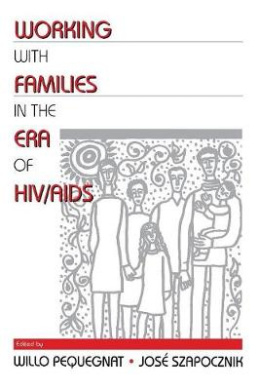 WORKING
WITH
FAMILIES
IN THE
ERA
OF
HIV/AIDS
Edited by
WILLO PEQUEGNAT • JOSÉ SZAPOCZNIK